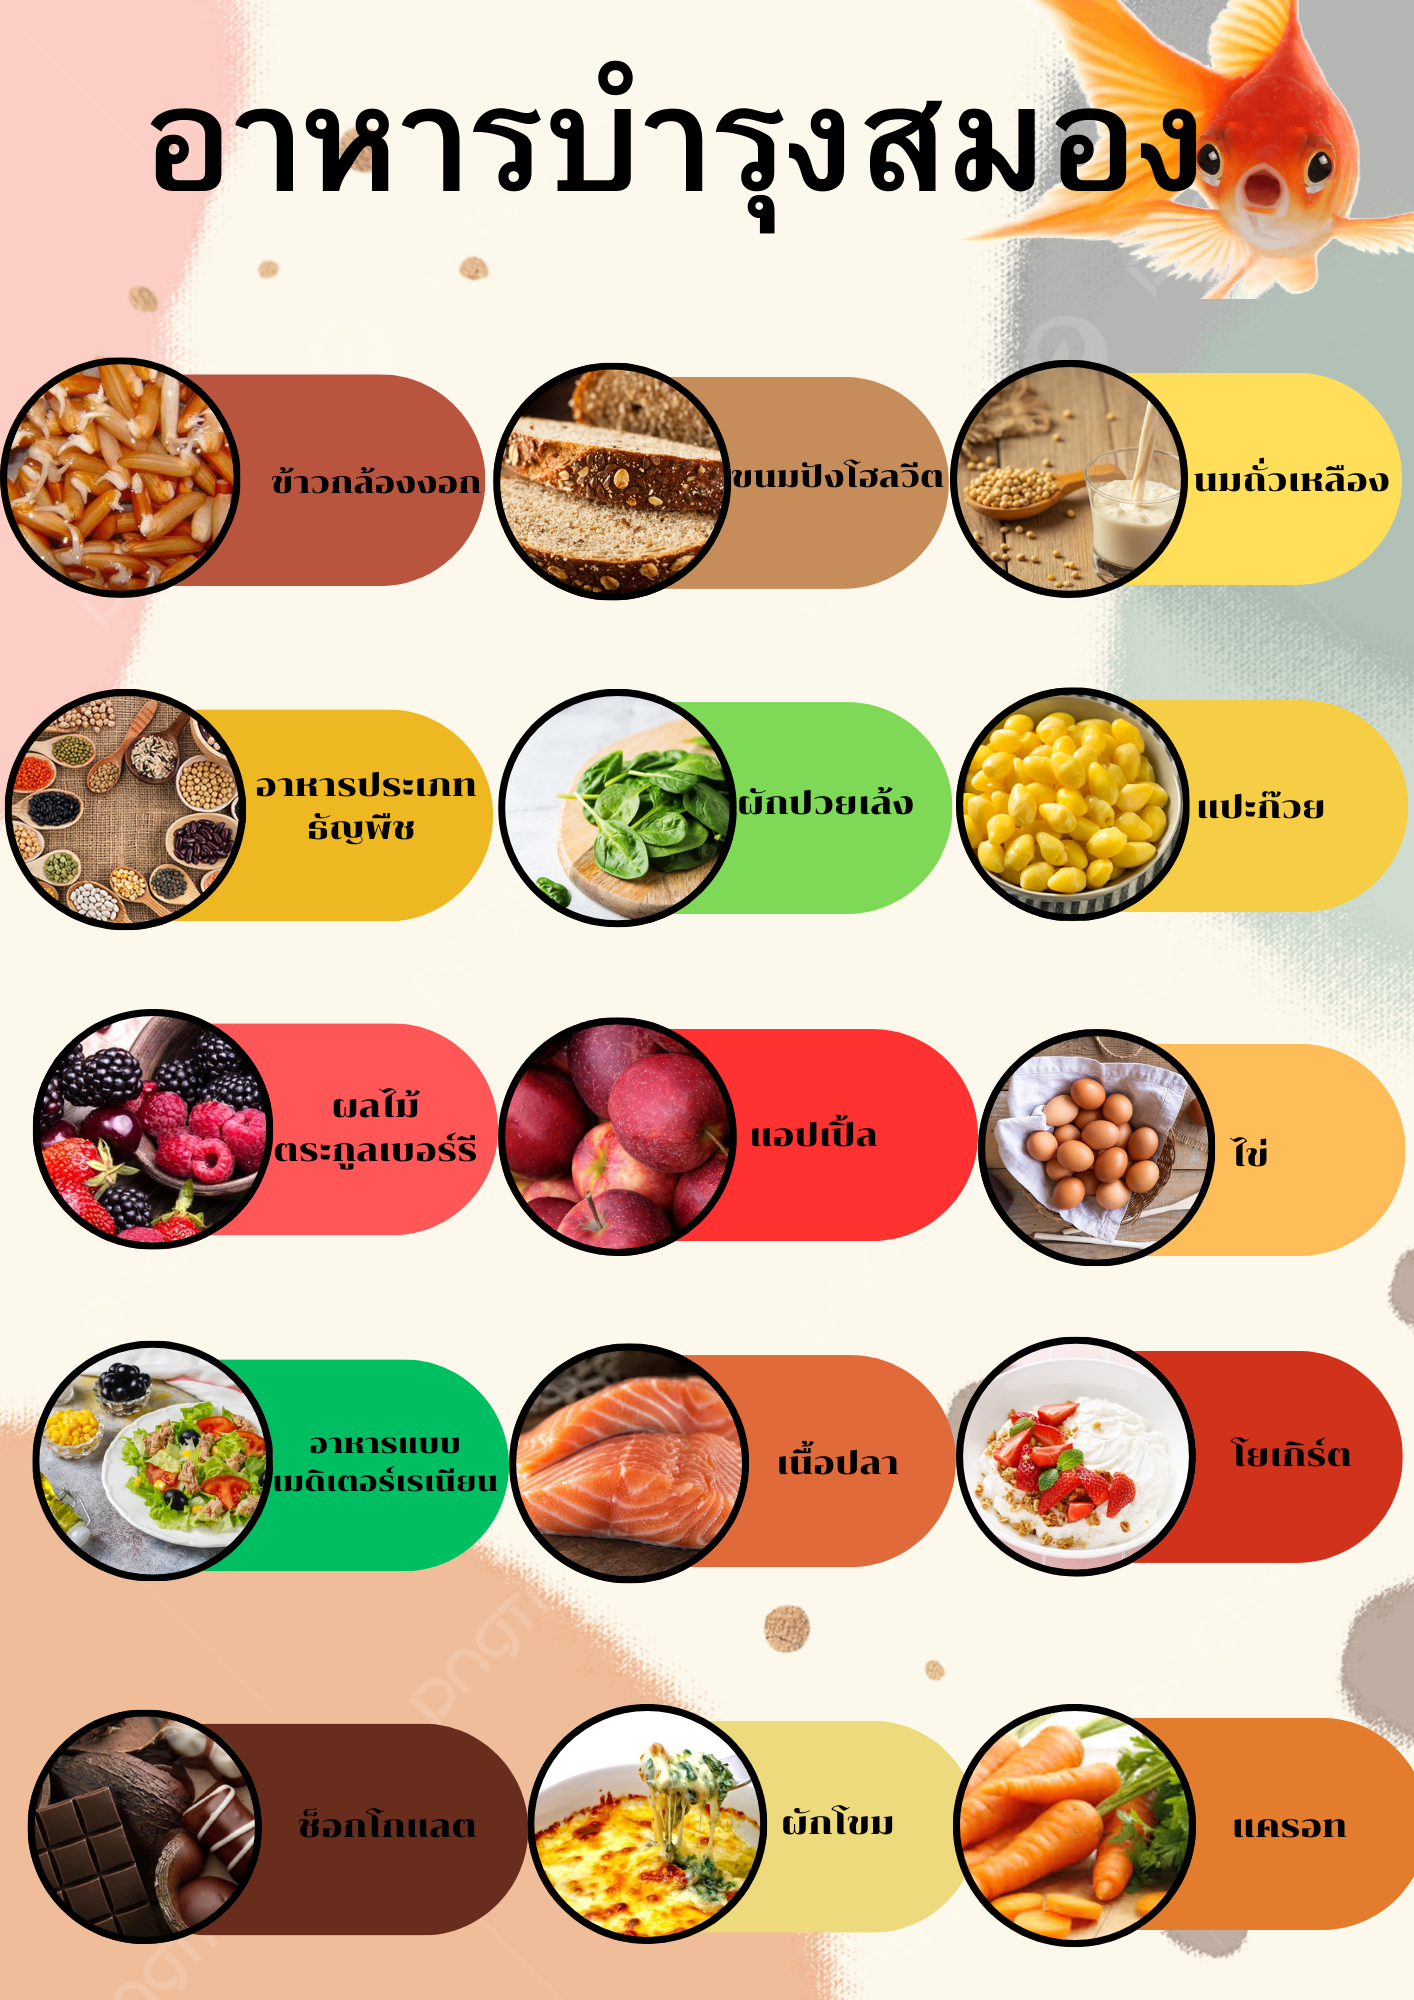 อาหารบำรุงสมอง
ข้าวกล้องงอก
ขนมปังโฮลวีต
นมถั่วเหลือง
อาหารประเภท
ธัญพืช
ผักปวยเล้ง
แปะก๊วย
ผลไม้
ตระกูลเบอร์รี
แอปเปิ้ล
ไข่
อาหารแบบ
เมดิเตอร์เรเนียน
เนื้อปลา
โยเกิร์ต
ช็อกโกแลต
ผักโขม
แครอท